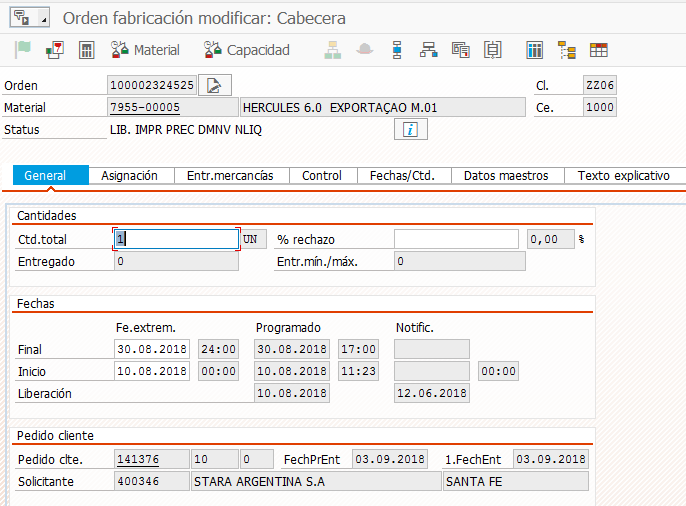 Orden fabricación modificar: Cabecera
Material Capacidad
Orden 100002324525 Cl. ZZ06
Material 7955-00005 HERCULES 6.0 EXPORTAÇAO M.01 Ce. 1000
Status LIB. IMPR PREC DMNV NLIQ
General Asignación Entr.mercancías Control Fechas/Ctd. Datos maestros Texto explicativo
Cantidades
Ctd.total 1 UN % rechazo 0,00 %
Entregado 0 Entr.mín./máx. 0
Fechas
Fe.extrem. Programado Notific.
Final 30.08.2018 24:00 30.08.2018 17:00
Inicio 10.08.2018 00:00 10.08.2018 11:23 00:00
Liberación 10.08.2018 12.06.2018
Pedido cliente
Pedido clte. 141376 10 0 FechPrEnt 03.09.2018 1.FechEnt 03.09.2018
Solicitante 400346 STARA ARGENTINA S.A SANTA FE